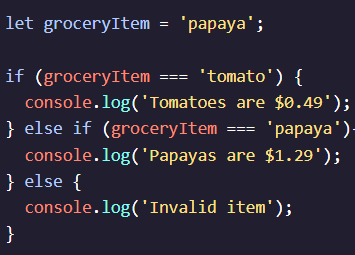 let groceryItem = 'papaya';
if (groceryItem === 'tomato') {
console.log('Tomatoes are $0.49');
} else if (groceryItem === 'papaya')
console.log('Papayas are $1.29');
} else {
console.log('Invalid item');
}